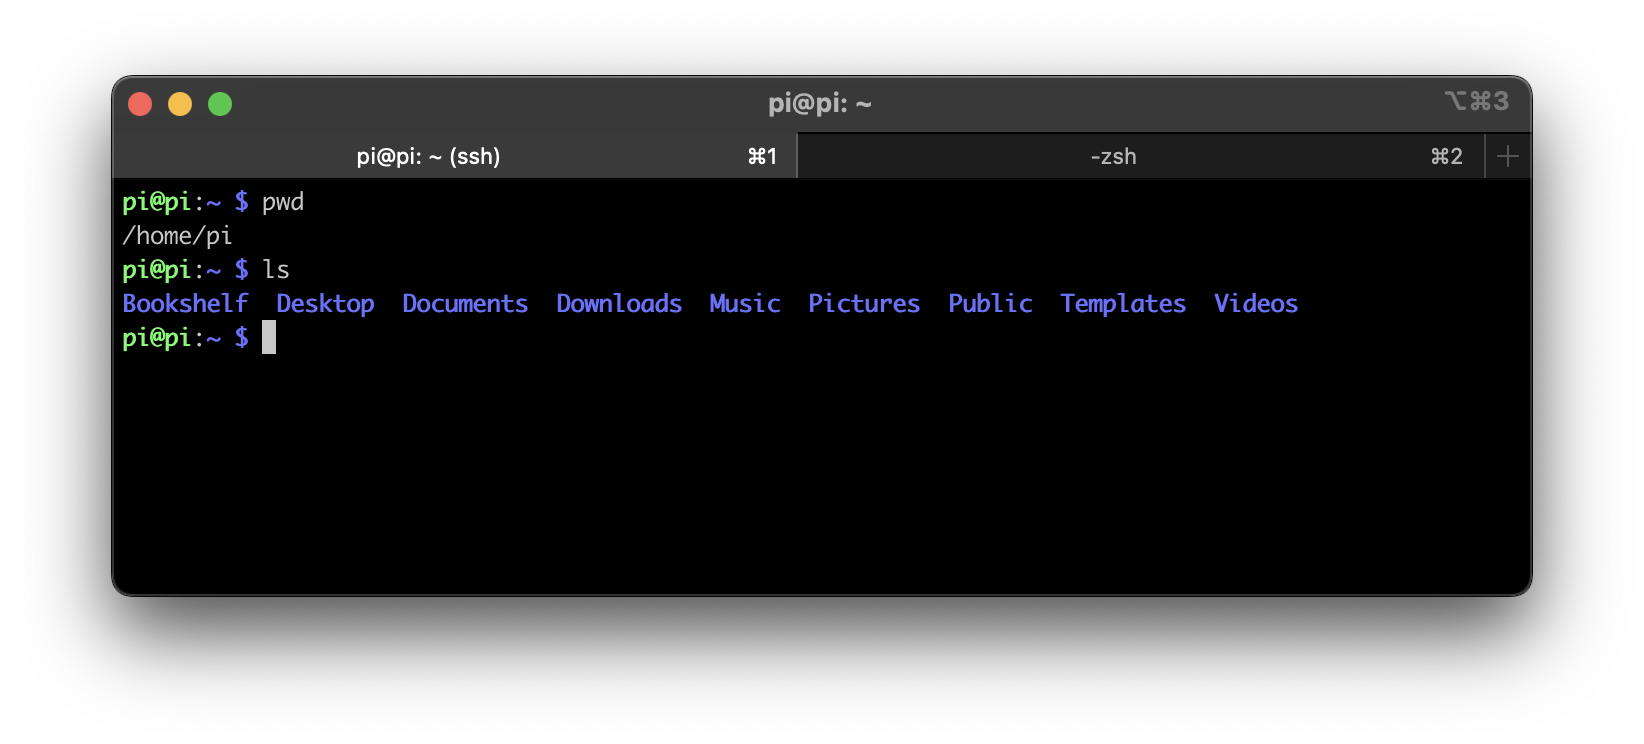 pi@pi: ~
⌥⌘3
pi@pi: ~ (ssh) ⌘1
-zsh ⌘2
pi@pi:~ $ pwd
/home/pi
pi@pi:~ $ ls
Bookshelf  Desktop  Documents  Downloads  Music  Pictures  Public  Templates  Videos
pi@pi:~ $